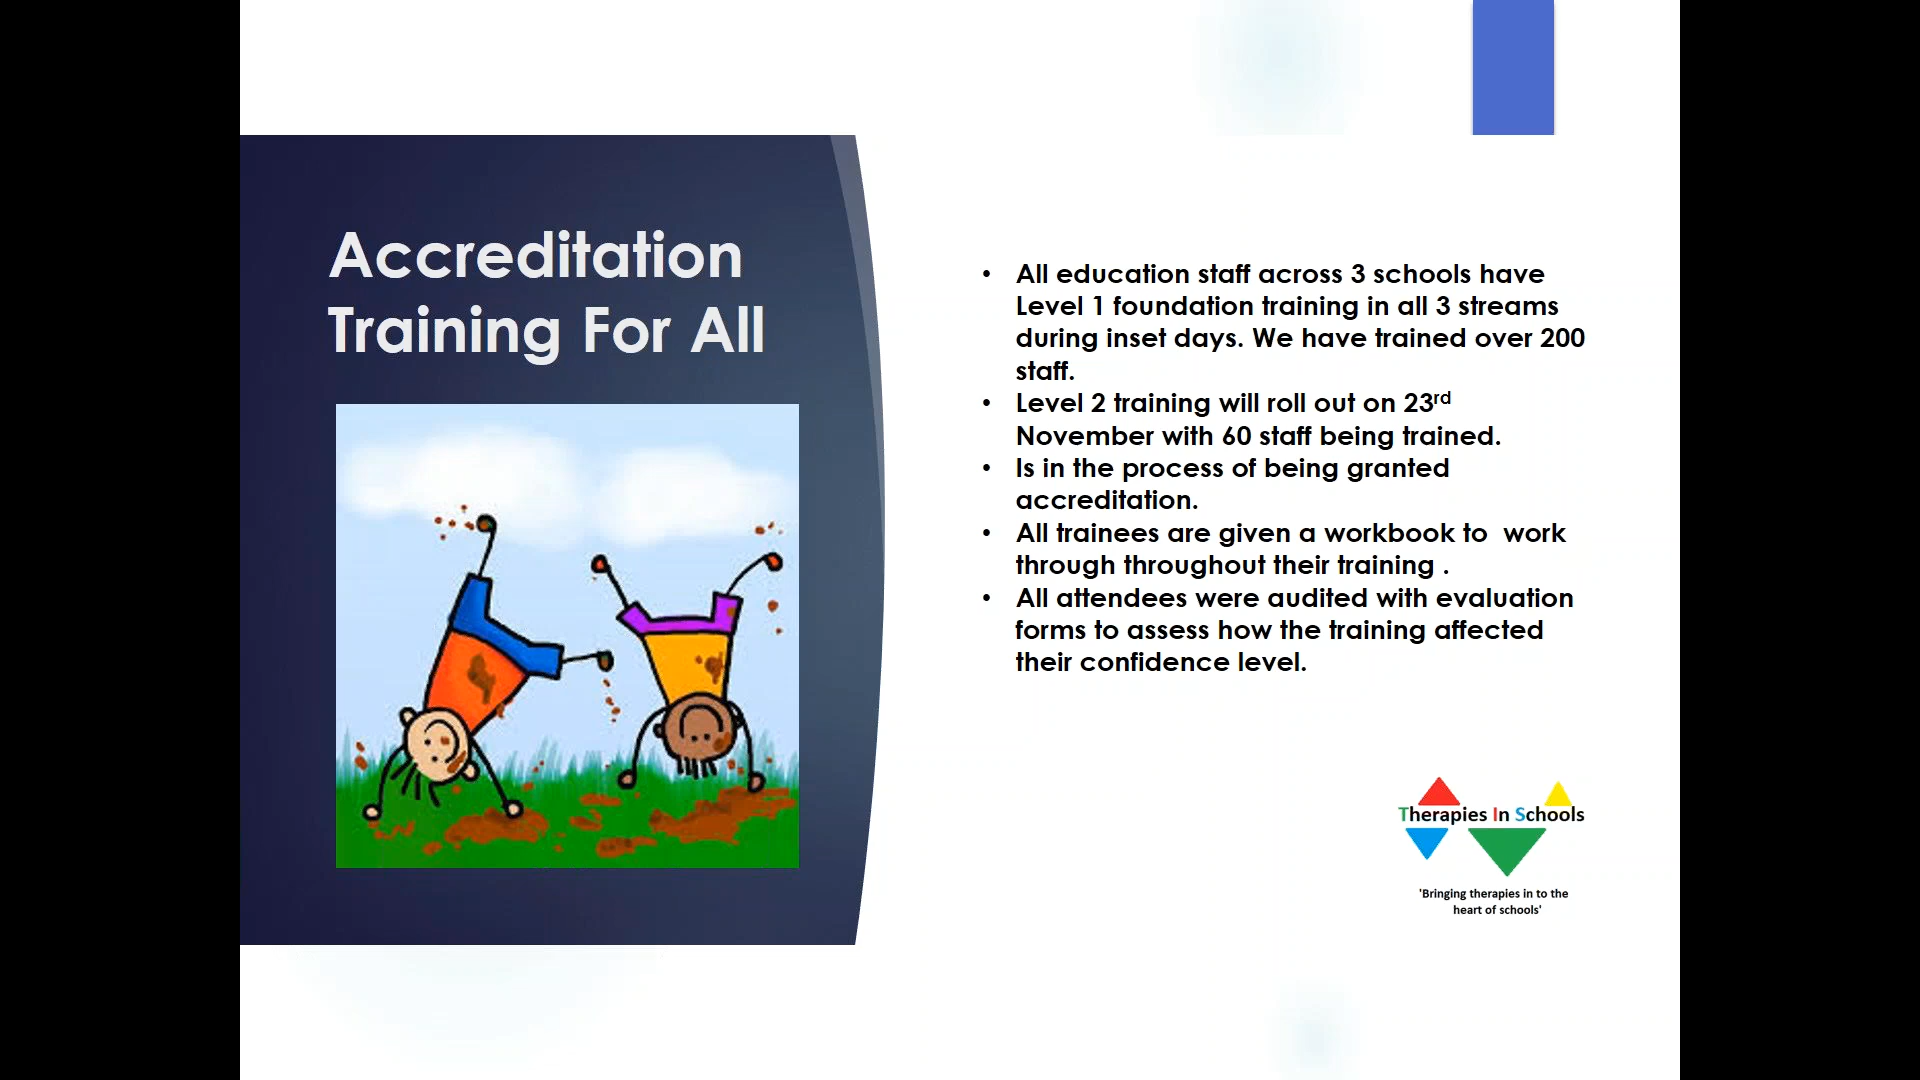 Accreditation
Training For All
• All education staff across 3 schools have
Level 1 foundation training in all 3 streams
during inset days. We have trained over 200
staff.
• Level 2 training will roll out on 23rd
November with 60 staff being trained.
• Is in the process of being granted
accreditation.
• All trainees are given a workbook to  work
through throughout their training .
• All attendees were audited with evaluation
forms to assess how the training affected
their confidence level.
Therapies In Schools
'Bringing therapies in to the
heart of schools'